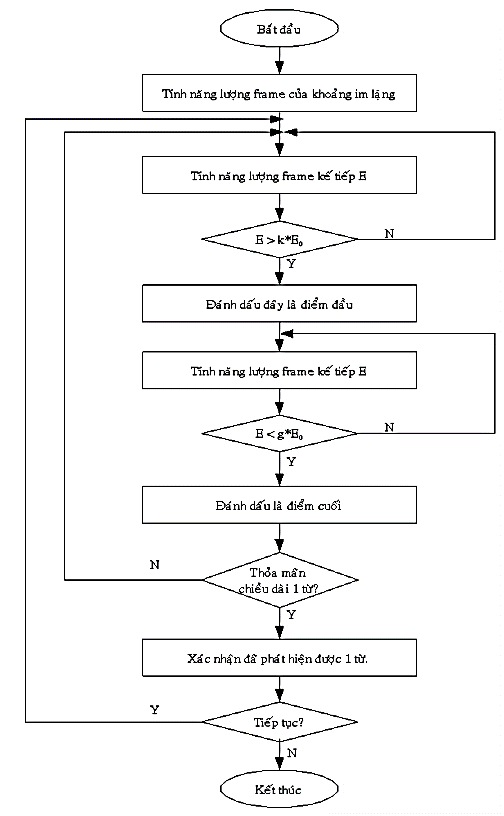 Bắt đầu
Tính năng lượng frame của khoảng im lặng
Tính năng lượng frame kế tiếp E
E > k*E₀
N
Y
Đánh dấu đây là điểm đầu
Tính năng lượng frame kế tiếp E
E < g*E₀
N
Y
Đánh dấu là điểm cuối
Thỏa mãn
chiều dài 1 từ?
N
Y
Xác nhận đã phát hiện được 1 từ.
Tiếp tục?
Y
N
Kết thúc